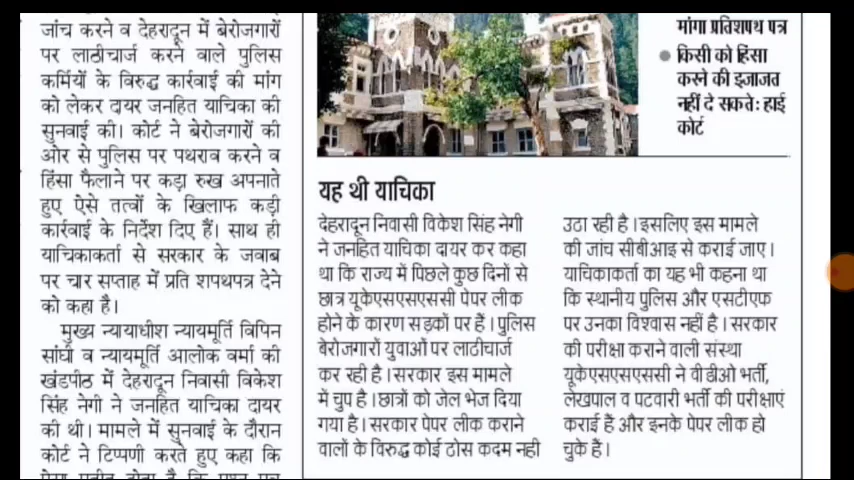 जांच करने व देहरादून में बेरोजगारों
पर लाठीचार्ज करने वाले पुलिस
कर्मियों के विरुद्ध कार्रवाई की मांग
को लेकर दायर जनहित याचिका की
सुनवाई की। कोर्ट ने बेरोजगारों की
ओर से पुलिस पर पथराव करने व
हिंसा फैलाने पर कड़ा रुख अपनाते
हुए ऐसे तत्वों के खिलाफ कड़ी
कार्रवाई के निर्देश दिए हैं। साथ ही
याचिकाकर्ता से सरकार के जवाब
पर चार सप्ताह में प्रति शपथपत्र देने
को कहा है।
मुख्य न्यायाधीश न्यायमूर्ति विपिन
सांघी व न्यायमूर्ति आलोक वर्मा की
खंडपीठ में देहरादून निवासी विकेश
सिंह नेगी ने जनहित याचिका दायर
की थी। मामले में सुनवाई के दौरान
कोर्ट ने टिप्पणी करते हुए कहा कि
मांगा प्रतिशपथ पत्र
● किसी को हिंसा
करने की इजाजत
नहीं दे सकते: हाई
कोर्ट
यह थी याचिका
देहरादून निवासी विकेश सिंह नेगी
ने जनहित याचिका दायर कर कहा
था कि राज्य में पिछले कुछ दिनों से
छात्र यूकेएसएसएससी पेपर लीक
होने के कारण सड़कों पर हैं। पुलिस
बेरोजगारों युवाओं पर लाठीचार्ज
कर रही है। सरकार इस मामले
में चुप है। छात्रों को जेल भेज दिया
गया है। सरकार पेपर लीक कराने
वालों के विरुद्ध कोई ठोस कदम नही
उठा रही है। इसलिए इस मामले
की जांच सीबीआइ से कराई जाए।
याचिकाकर्ता का यह भी कहना था
कि स्थानीय पुलिस और एसटीएफ
पर उनका विश्वास नहीं है। सरकार
की परीक्षा कराने वाली संस्था
यूकेएसएसएससी ने वीडीओ भर्ती,
लेखपाल व पटवारी भर्ती की परीक्षाएं
कराई हैं और इनके पेपर लीक हो
चुके हैं।